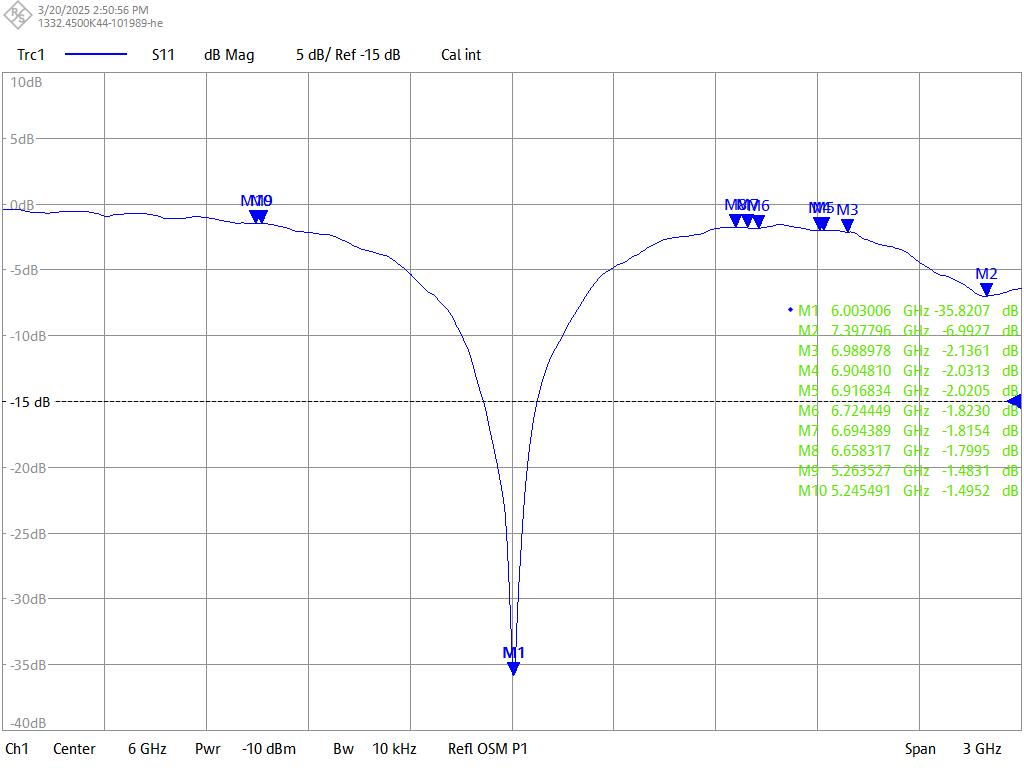 R&S
3/20/2025 2:50:56 PM
1332.4500K44-101989-he
Trc1 S11 dB Mag 5 dB/ Ref -15 dB Cal int
10dB
5dB
0dB
M10 M9 M8 M7 M6 M4 M5 M3
-5dB
M2
M1 6.003006 GHz -35.8207 dB
M2 7.397796 GHz -6.9927 dB
-10dB
M3 6.988978 GHz -2.1361 dB
M4 6.904810 GHz -2.0313 dB
M5 6.916834 GHz -2.0205 dB
-15 dB
M6 6.724449 GHz -1.8230 dB
M7 6.694389 GHz -1.8154 dB
M8 6.658317 GHz -1.7995 dB
-20dB
M9 5.263527 GHz -1.4831 dB
M10 5.245491 GHz -1.4952 dB
-25dB
-30dB
M1
-35dB
-40dB
Ch1 Center 6 GHz Pwr -10 dBm Bw 10 kHz Refl OSM P1 Span 3 GHz